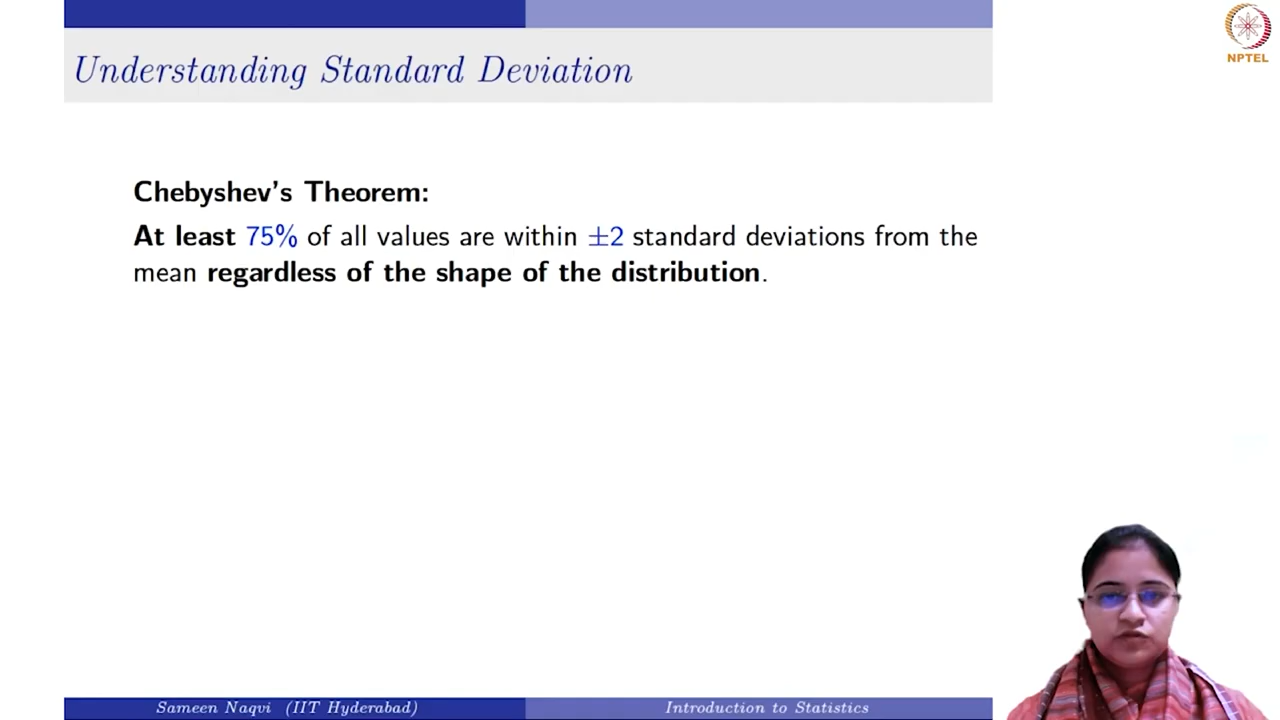 NPTEL
Understanding Standard Deviation
Chebyshev's Theorem:
At least 75% of all values are within ±2 standard deviations from the
mean regardless of the shape of the distribution.
Sameen Naqvi (IIT Hyderabad)
Introduction to Statistics